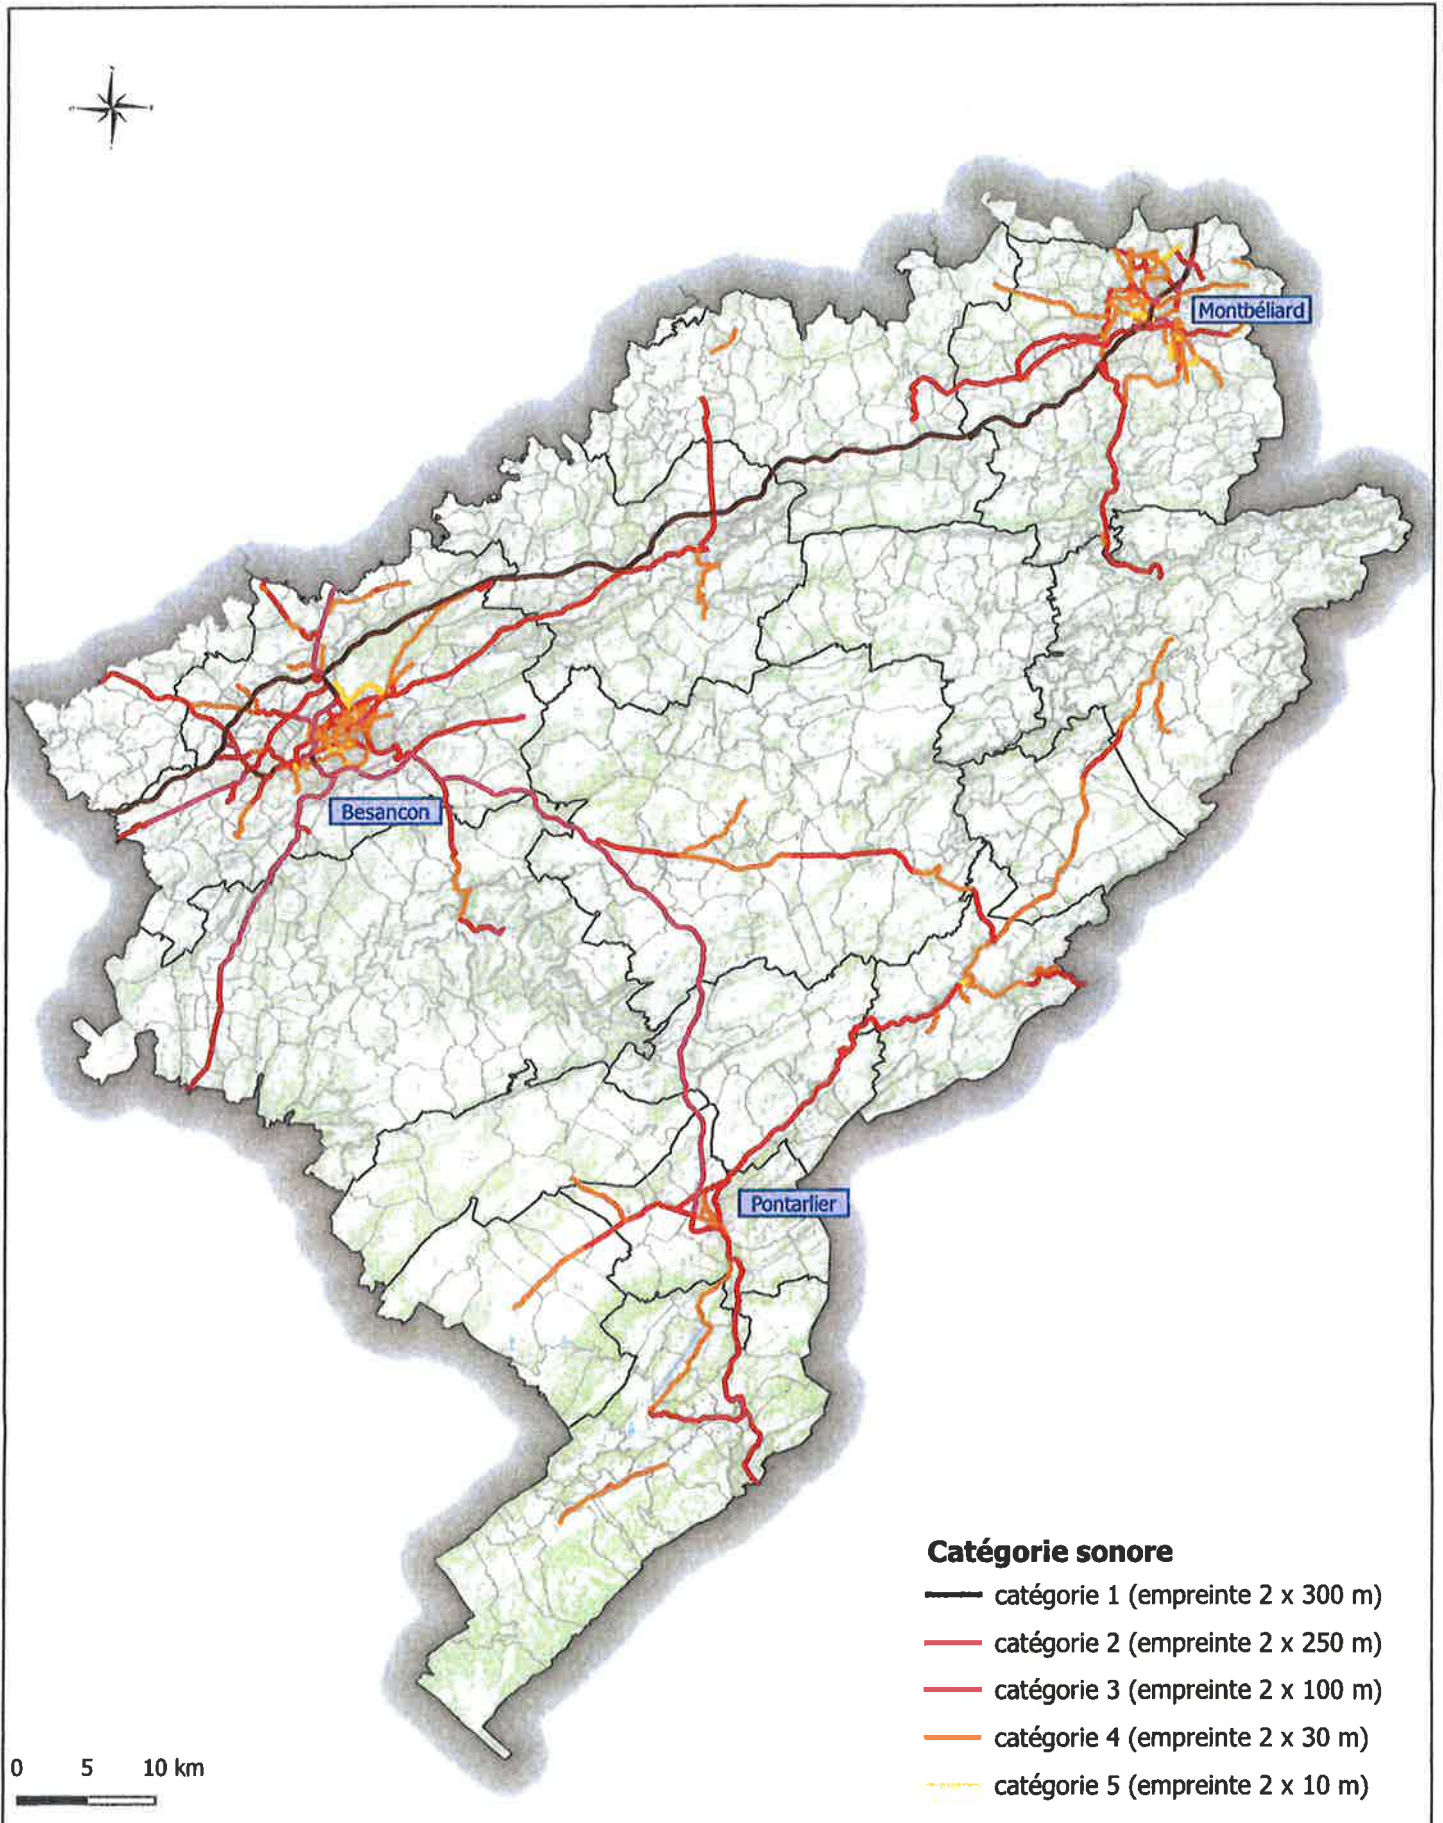 Montbéliard
Besancon
Pontarlier
Catégorie sonore
catégorie 1 (empreinte 2 x 300 m)
catégorie 2 (empreinte 2 x 250 m)
catégorie 3 (empreinte 2 x 100 m)
catégorie 4 (empreinte 2 x 30 m)
catégorie 5 (empreinte 2 x 10 m)
0 5 10 km